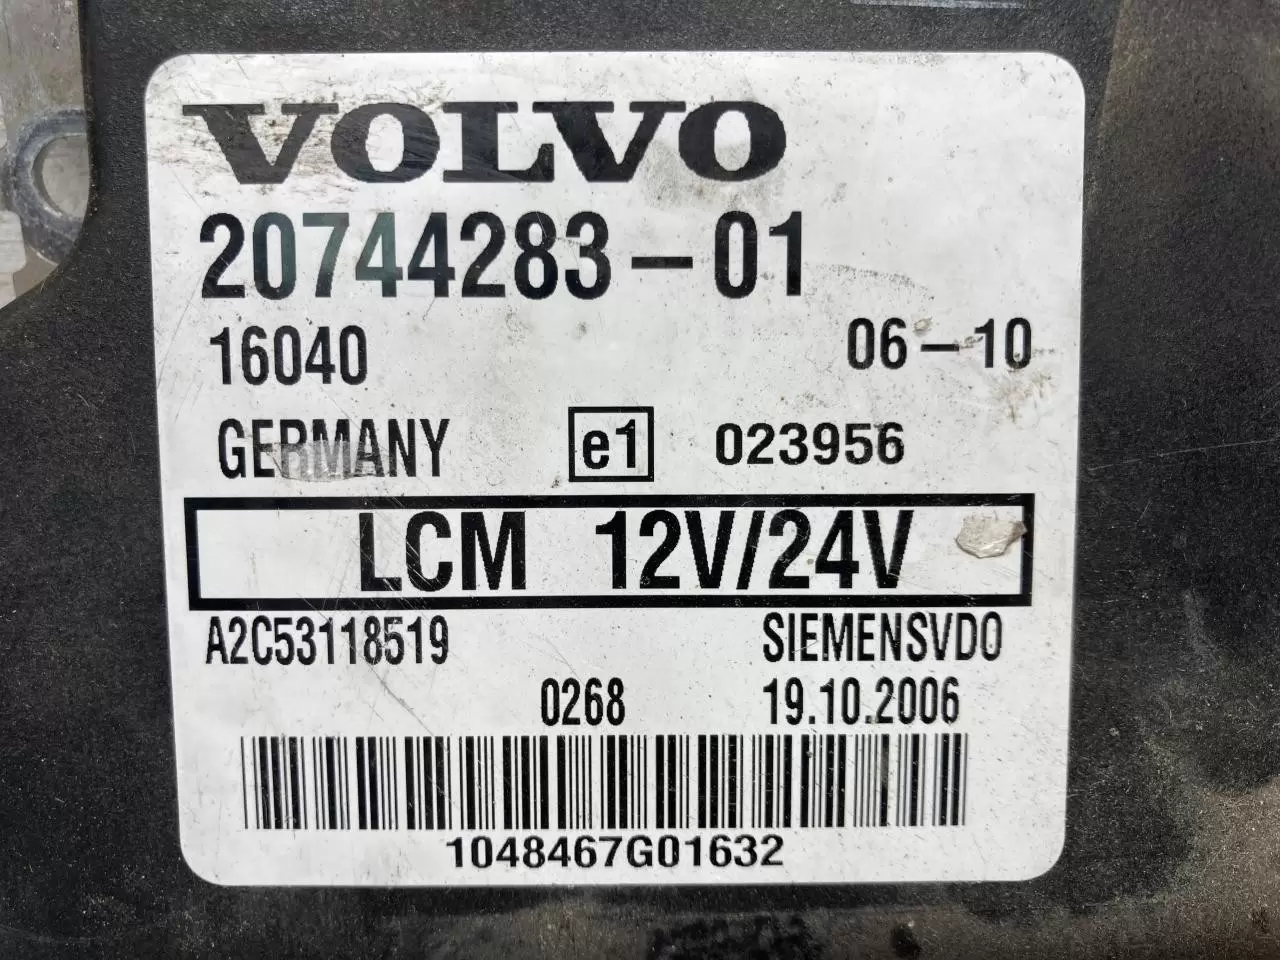 VOLVO
20744283-01
16040 06-10
GERMANY e1 023956
LCM 12V/24V
A2C53118519 SIEMENSVDO
0268 19.10.2006
1048467G01632